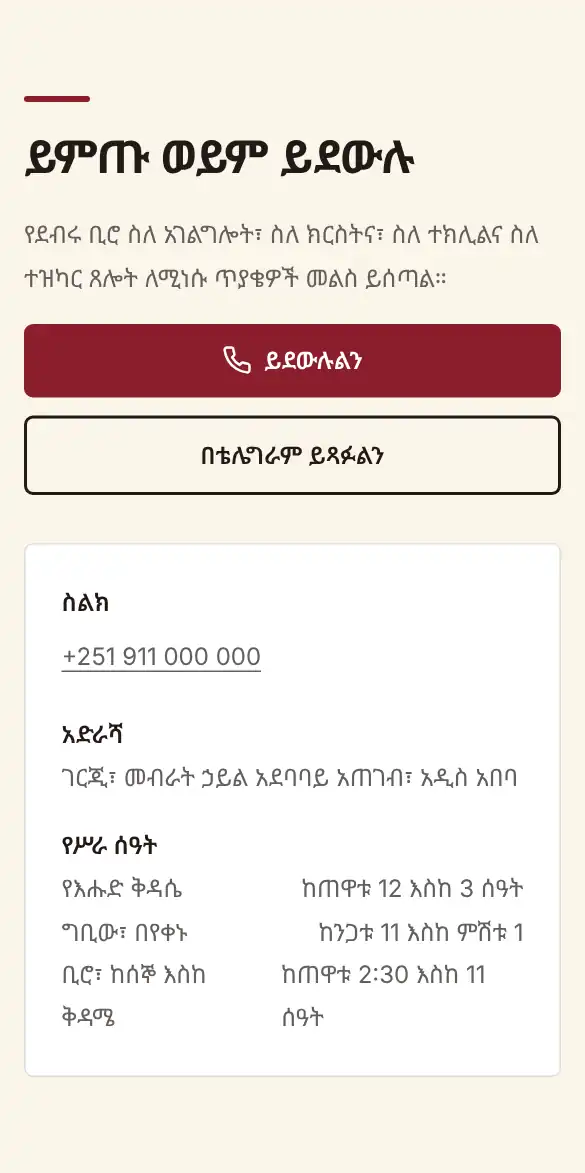 ይምጡ ወይም ይደውሉ
የደብሩ ቢሮ ስለ አገልግሎት፣ ስለ ክርስትና፣ ስለ ተክሊልና ስለ
ተዝካር ጸሎት ለሚነሱ ጥያቄዎች መልስ ይሰጣል።
ይደውሉልን
በቴሌግራም ይጻፉልን
ስልክ
+251 911 000 000
አድራሻ
ገርጂ፣ መብራት ኃይል አደባባይ አጠገብ፣ አዲስ አበባ
የሥራ ሰዓት
የእሑድ ቅዳሴ ከጠዋቱ 12 እስከ 3 ሰዓት
ግቢው፣ በየቀኑ ከንጋቱ 11 እስከ ምሽቱ 1
ቢሮ፣ ከሰኞ እስከ ከጠዋቱ 2:30 እስከ 11
ቅዳሜ ሰዓት